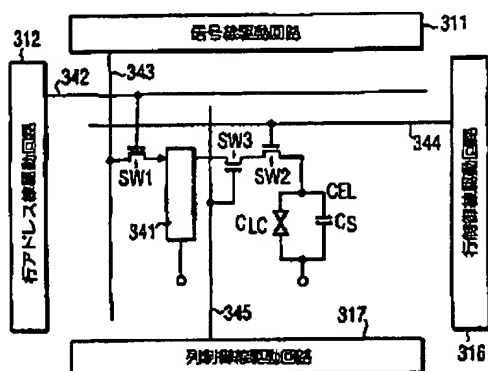 信号線駆動回路
311
312
343
342
行アドレス線駆動回路
344
SW3
SW1
SW2
341
CEL
CLC
CS
行制御線駆動回路
345
317
列制御線駆動回路
316